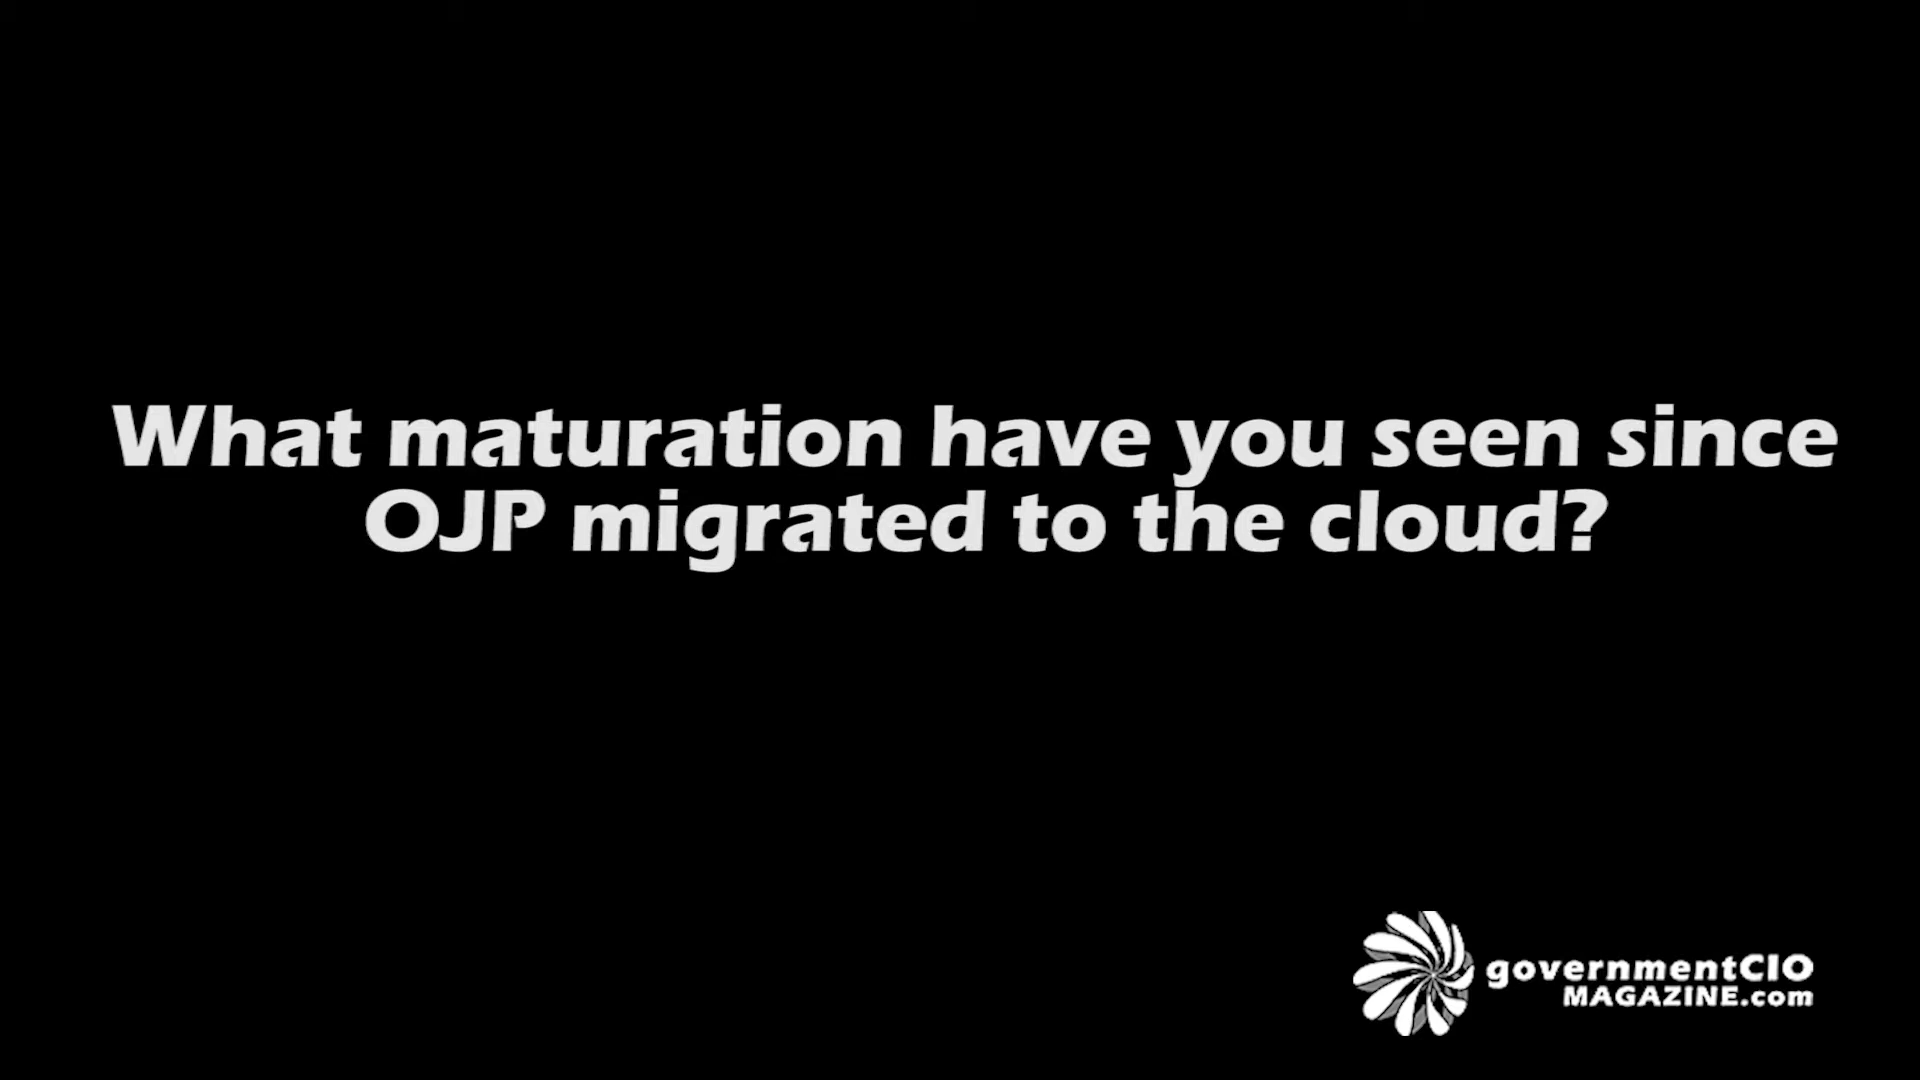 What maturation have you seen since
OJP migrated to the cloud?
governmentCIO
MAGAZINE.com